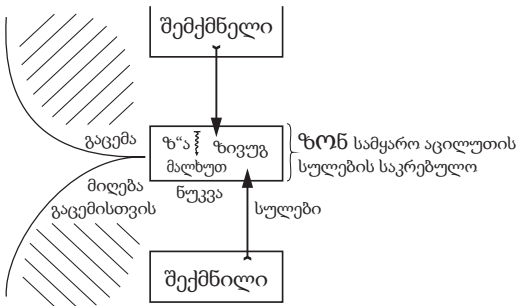 შემქმნელი
გაცემა
ზ“ა ზივუგ
მალხუთ
ნუკვა
ზონ სამყარო აცილუთის
სულების საკრებულო
მიღება
გაცემისთვის
სულები
შექმნილი